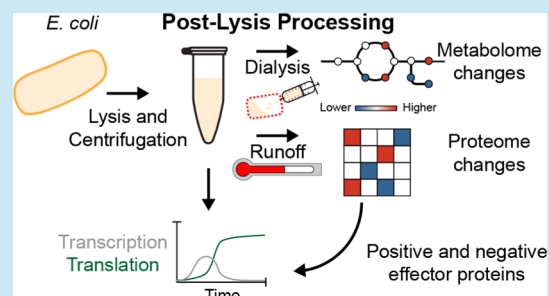 E. coli
Post-Lysis Processing
Lysis and
Centrifugation
Dialysis
Metabolome
changes
Lower
Higher
Runoff
Proteome
changes
Transcription
Translation
Time
Positive and negative
effector proteins